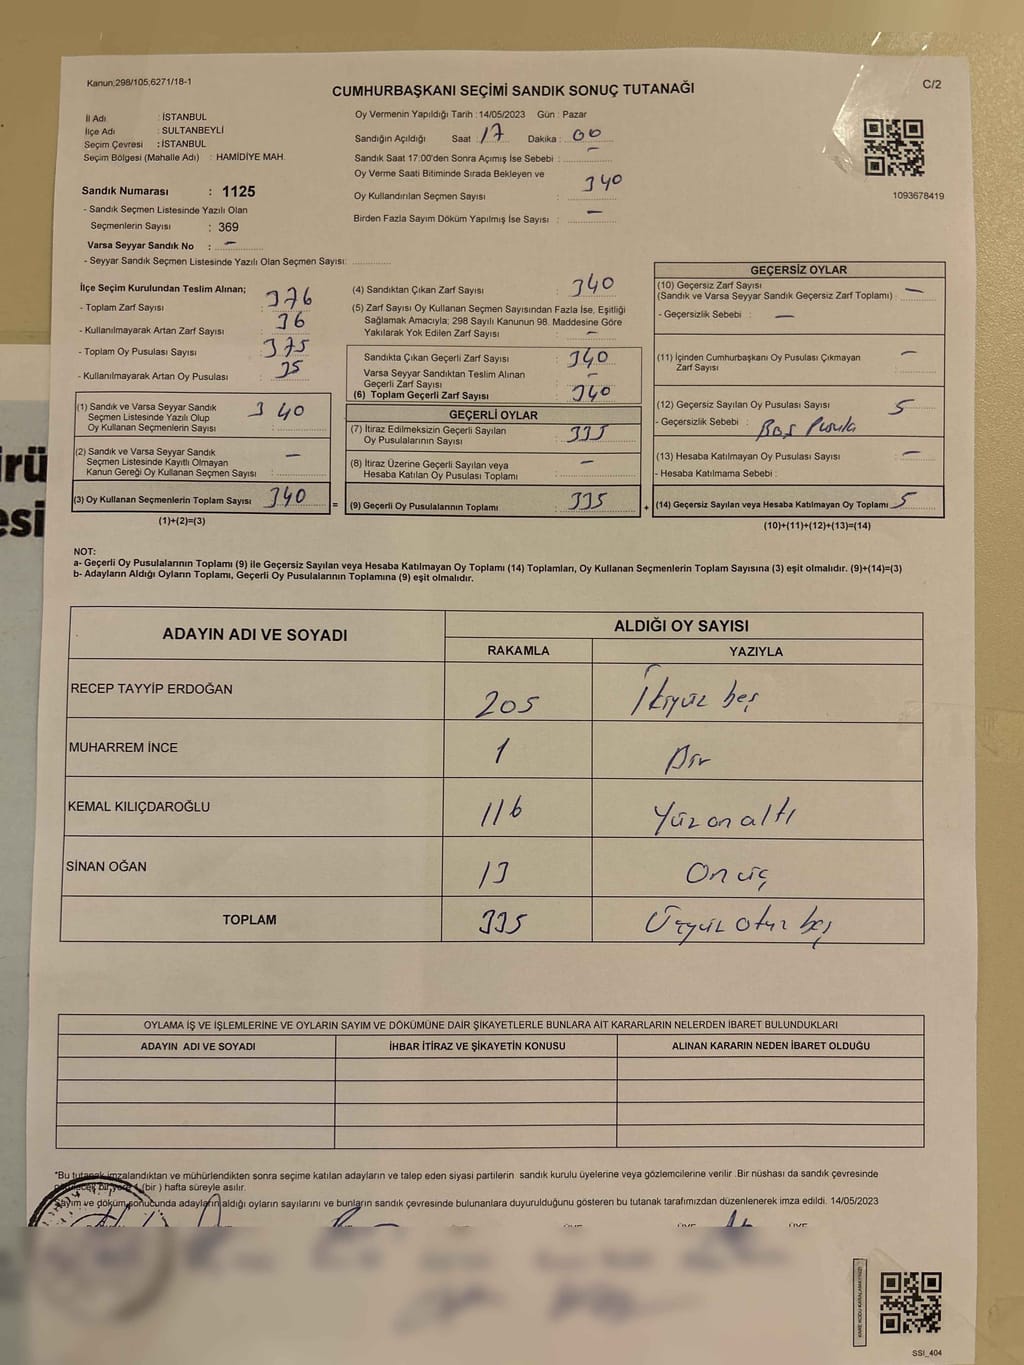 Kanun,298/105,6271/18-1
CUMHURBAŞKANI SEÇİMİ SANDIK SONUÇ TUTANAĞI
C/2
İl Adı : İSTANBUL
İlçe Adı : SULTANBEYLİ
Seçim Çevresi : İSTANBUL
Seçim Bölgesi (Mahalle Adı) : HAMİDİYE MAH.
Sandık Numarası : 1125
- Sandık Seçmen Listesinde Yazılı Olan
Seçmenlerin Sayısı : 369
Varsa Seyyar Sandık No : —
- Seyyar Sandık Seçmen Listesinde Yazılı Olan Seçmen Sayısı:
Oy Vermenin Yapıldığı Tarih : 14/05/2023 Gün : Pazar
Sandığın Açıldığı Saat : 17 Dakika : 00
Sandık Saat 17:00'den Sonra Açımış İse Sebebi : —
Oy Verme Saati Bitiminde Sırada Bekleyen ve
Oy Kullandırılan Seçmen Sayısı : 340
Birden Fazla Sayım Döküm Yapılmış İse Sayısı : —
1093678419
İlçe Seçim Kurulundan Teslim Alınan;
- Toplam Zarf Sayısı : 376
- Kullanılmayarak Artan Zarf Sayısı : 36
- Toplam Oy Pusulası Sayısı : 375
- Kullanılmayarak Artan Oy Pusulası : 35
(1) Sandık ve Varsa Seyyar Sandık
Seçmen Listesinde Yazılı Olup
Oy Kullanan Seçmenlerin Sayısı : 340
(2) Sandık ve Varsa Seyyar Sandık
Seçmen Listesinde Kayıtlı Olmayan
Kanun Gereği Oy Kullanan Seçmen Sayısı : —
(3) Oy Kullanan Seçmenlerin Toplam Sayısı 340
(1)+(2)=(3)
=
(4) Sandıktan Çıkan Zarf Sayısı : 340
(5) Zarf Sayısı Oy Kullanan Seçmen Sayısından Fazla İse, Eşitliği
Sağlamak Amacıyla; 298 Sayılı Kanunun 98. Maddesine Göre
Yakılarak Yok Edilen Zarf Sayısı : —
Sandıkta Çıkan Geçerli Zarf Sayısı : 340
Varsa Seyyar Sandıktan Teslim Alınan
Geçerli Zarf Sayısı : —
(6) Toplam Geçerli Zarf Sayısı : 340
GEÇERLİ OYLAR
(7) İtiraz Edilmeksizin Geçerli Sayılan
Oy Pusulalarının Sayısı : 335
(8) İtiraz Üzerine Geçerli Sayılan veya
Hesaba Katılan Oy Pusulası Toplamı : —
(9) Geçerli Oy Pusulalarının Toplamı : 335
+
GEÇERSİZ OYLAR
(10) Geçersiz Zarf Sayısı
(Sandık ve Varsa Seyyar Sandık Geçersiz Zarf Toplamı) : —
- Geçersizlik Sebebi : —
(11) İçinden Cumhurbaşkanı Oy Pusulası Çıkmayan
Zarf Sayısı : —
(12) Geçersiz Sayılan Oy Pusulası Sayısı : 5
- Geçersizlik Sebebi : Boş Pusula
(13) Hesaba Katılmayan Oy Pusulası Sayısı : —
- Hesaba Katılmama Sebebi :
(14) Geçersiz Sayılan veya Hesaba Katılmayan Oy Toplamı 5
(10)+(11)+(12)+(13)=(14)
NOT:
a- Geçerli Oy Pusulalarının Toplamı (9) ile Geçersiz Sayılan veya Hesaba Katılmayan Oy Toplamı (14) Toplamları, Oy Kullanan Seçmenlerin Toplam Sayısına (3) eşit olmalıdır. (9)+(14)=(3)
b- Adayların Aldığı Oyların Toplamı, Geçerli Oy Pusulalarının Toplamına (9) eşit olmalıdır.
ADAYIN ADI VE SOYADI ALDIĞI OY SAYISI
RAKAMLA YAZIYLA
RECEP TAYYİP ERDOĞAN 205 İkiyüz beş
MUHARREM İNCE 1 Bir
KEMAL KILIÇDAROĞLU 116 Yüz on altı
SİNAN OĞAN 13 On üç
TOPLAM 335 Üçyüz otuz beş
OYLAMA İŞ VE İŞLEMLERİNE VE OYLARIN SAYIM VE DÖKÜMÜNE DAİR ŞİKAYETLERLE BUNLARA AİT KARARLARIN NELERDEN İBARET BULUNDUKLARI
ADAYIN ADI VE SOYADI İHBAR İTİRAZ VE ŞİKAYETİN KONUSU ALINAN KARARIN NEDEN İBARET OLDUĞU
*Bu tutanak imzalandıktan ve mühürlendikten sonra seçime katılan adayların ve talep eden siyasi partilerin sandık kurulu üyelerine veya gözlemcilerine verilir .Bir nüshası da sandık çevresinde
bir yere 1 (bir ) hafta süreyle asılır.
Sayım ve döküm sonucunda adayların aldığı oyların sayılarını ve bunların sandık çevresinde bulunanlara duyurulduğunu gösteren bu tutanak tarafımızdan düzenlenerek imza edildi. 14/05/2023
SSI_404